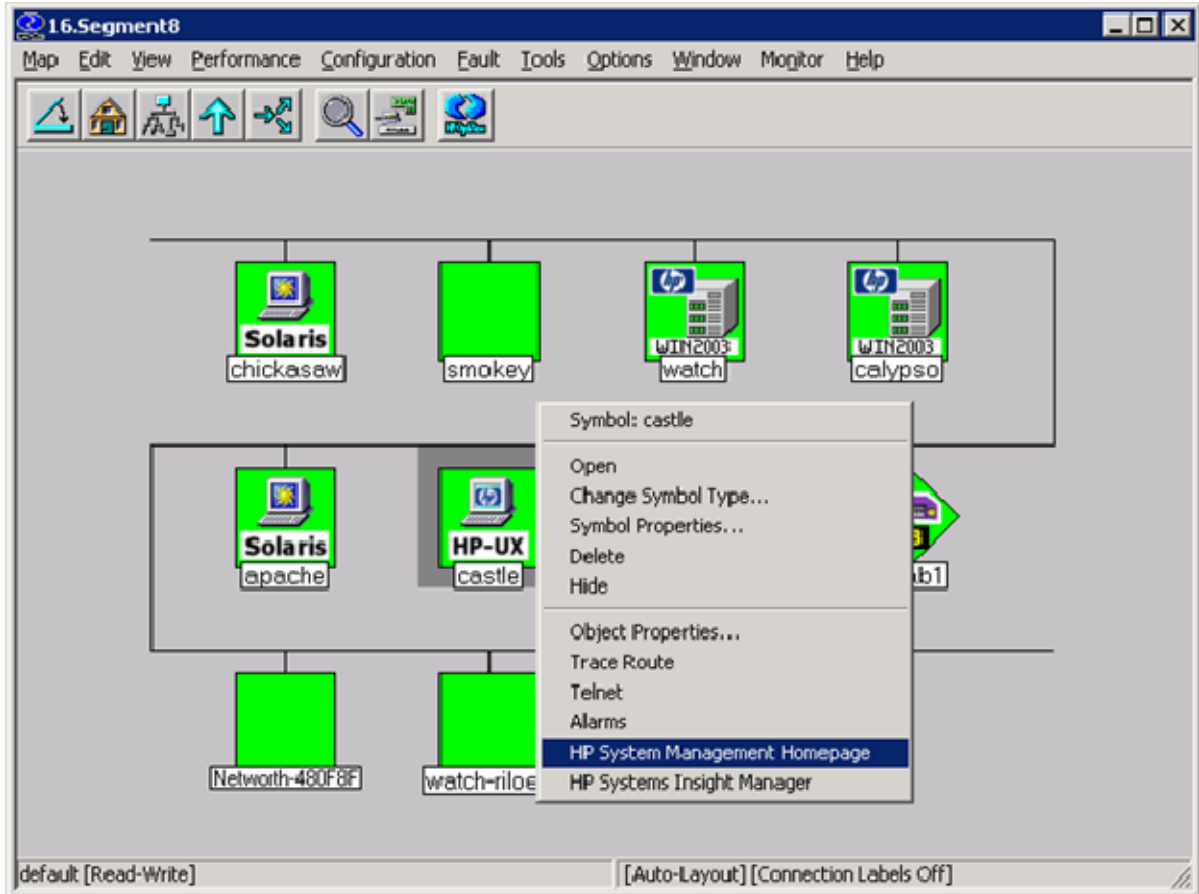 16.Segment8
Map Edit View Performance Configuration Fault Tools Options Window Monitor Help
Solaris
chickasaw
smokey
hp
WIN2003
watch
hp
WIN2003
calypso
Solaris
apache
hp
HP-UX
castle
Symbol: castle
Open
Change Symbol Type...
Symbol Properties...
Delete
Hide
Object Properties...
Trace Route
Telnet
Alarms
HP System Management Homepage
HP Systems Insight Manager
Networth-480F8F
watch-riloe
default [Read-Write]
[Auto-Layout] [Connection Labels Off]